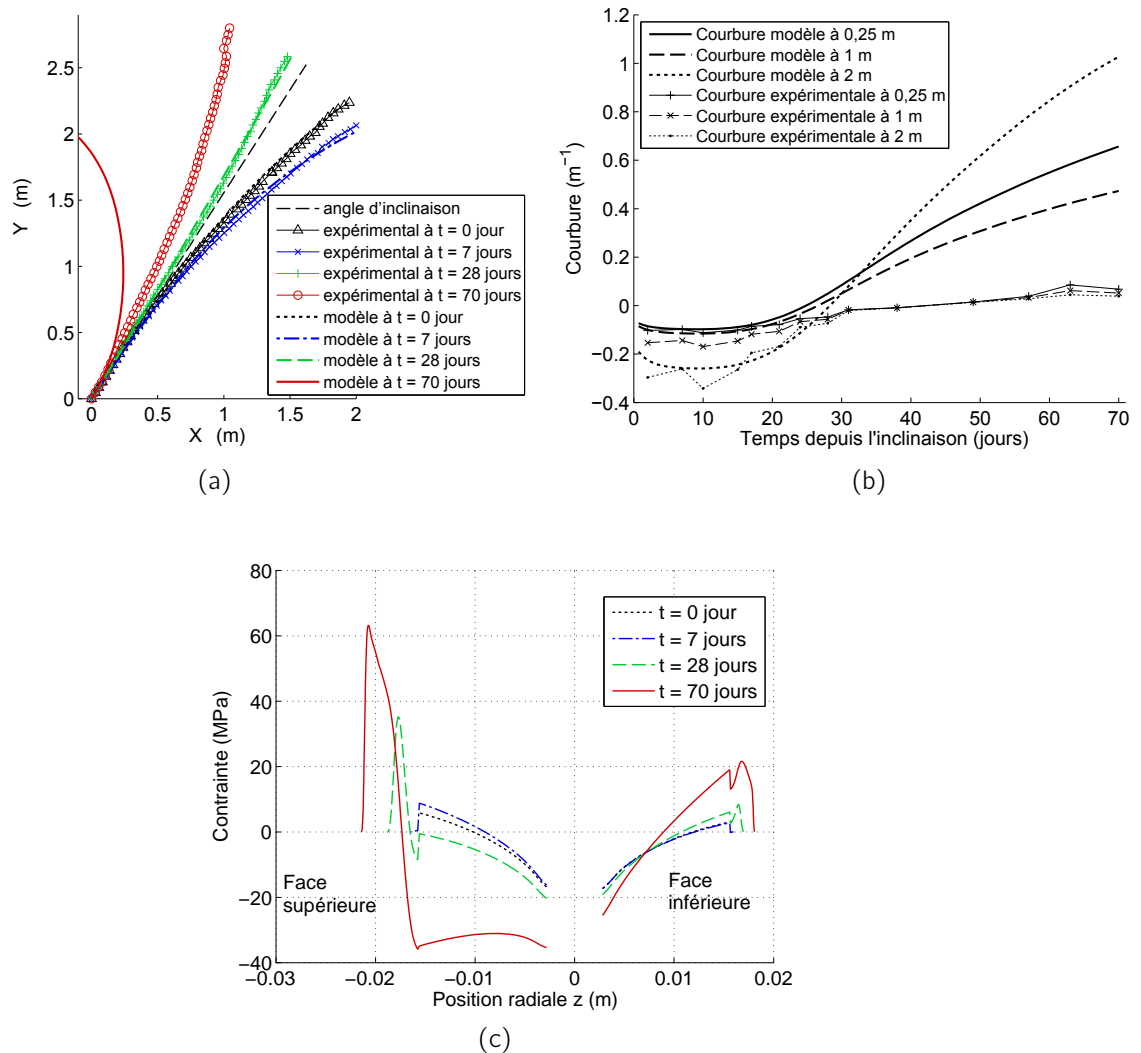 2.5
2
1.5
1
0.5
0
Y (m)
0
0.5
1
1.5
2
X (m)
angle d'inclinaison
expérimental à t = 0 jour
expérimental à t = 7 jours
expérimental à t = 28 jours
expérimental à t = 70 jours
modèle à t = 0 jour
modèle à t = 7 jours
modèle à t = 28 jours
modèle à t = 70 jours
(a)
1.2
1
0.8
0.6
0.4
0.2
0
−0.2
−0.4
Courbure (m⁻¹)
Courbure modèle à 0,25 m
Courbure modèle à 1 m
Courbure modèle à 2 m
Courbure expérimentale à 0,25 m
Courbure expérimentale à 1 m
Courbure expérimentale à 2 m
0
10
20
30
40
50
60
70
Temps depuis l'inclinaison (jours)
(b)
80
60
40
20
0
−20
−40
Contrainte (MPa)
t = 0 jour
t = 7 jours
t = 28 jours
t = 70 jours
Face
supérieure
Face
inférieure
−0.03
−0.02
−0.01
0
0.01
0.02
Position radiale z (m)
(c)